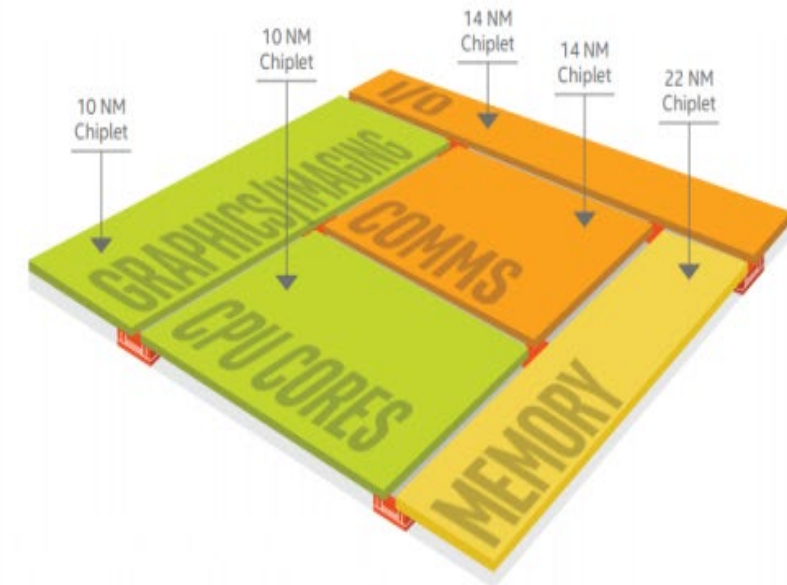 14 NM
Chiplet
10 NM
Chiplet
14 NM
Chiplet
22 NM
Chiplet
10 NM
Chiplet
I/O
GRAPHICS/IMAGING
COMMS
CPU CORES
MEMORY